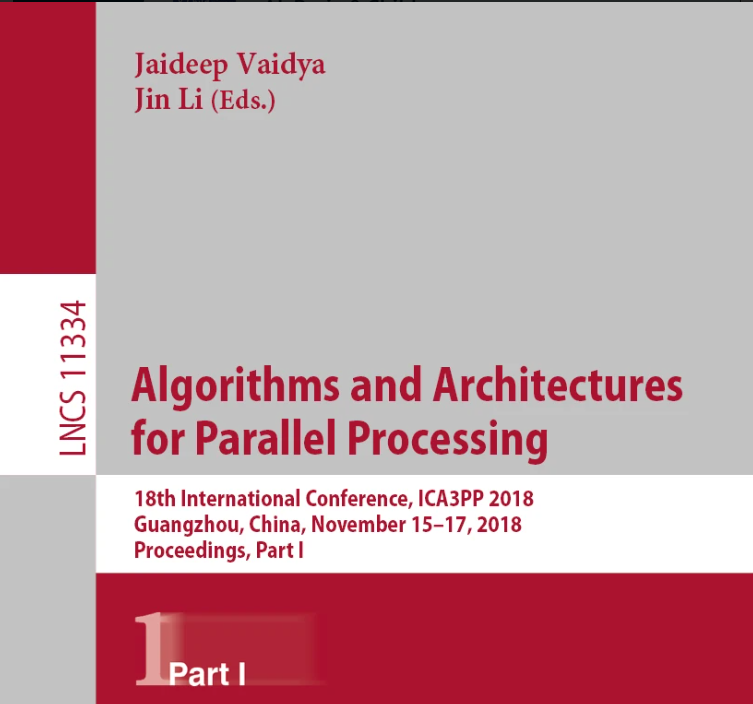 Jaideep Vaidya
Jin Li (Eds.)
LNCS 11334
Algorithms and Architectures
for Parallel Processing
18th International Conference, ICA3PP 2018
Guangzhou, China, November 15–17, 2018
Proceedings, Part I
1
Part I